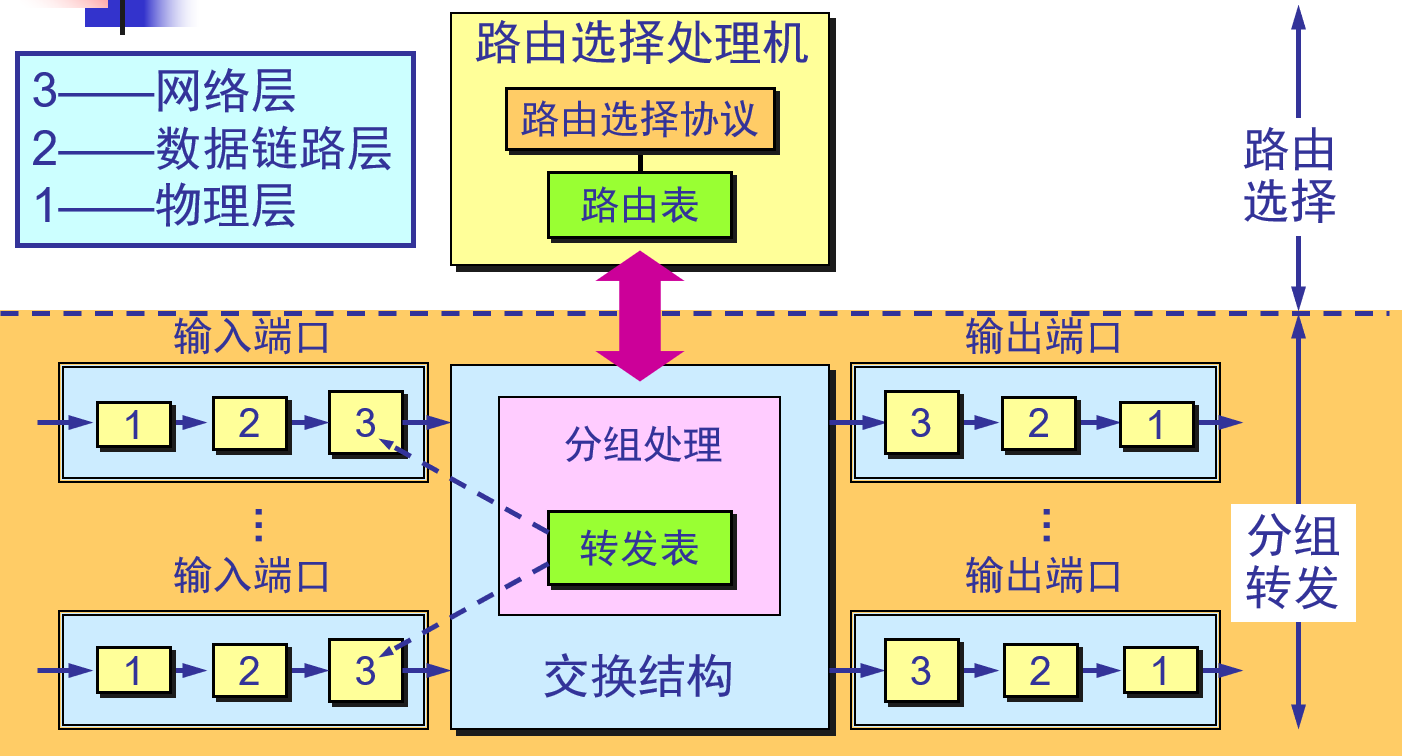 3——网络层
2——数据链路层
1——物理层
路由选择处理机
路由选择协议
路由表
路由
选择
输入端口
输出端口
1
2
3
3
2
1
分组处理
转发表
交换结构
…
…
分组
转发
输入端口
输出端口
1
2
3
3
2
1